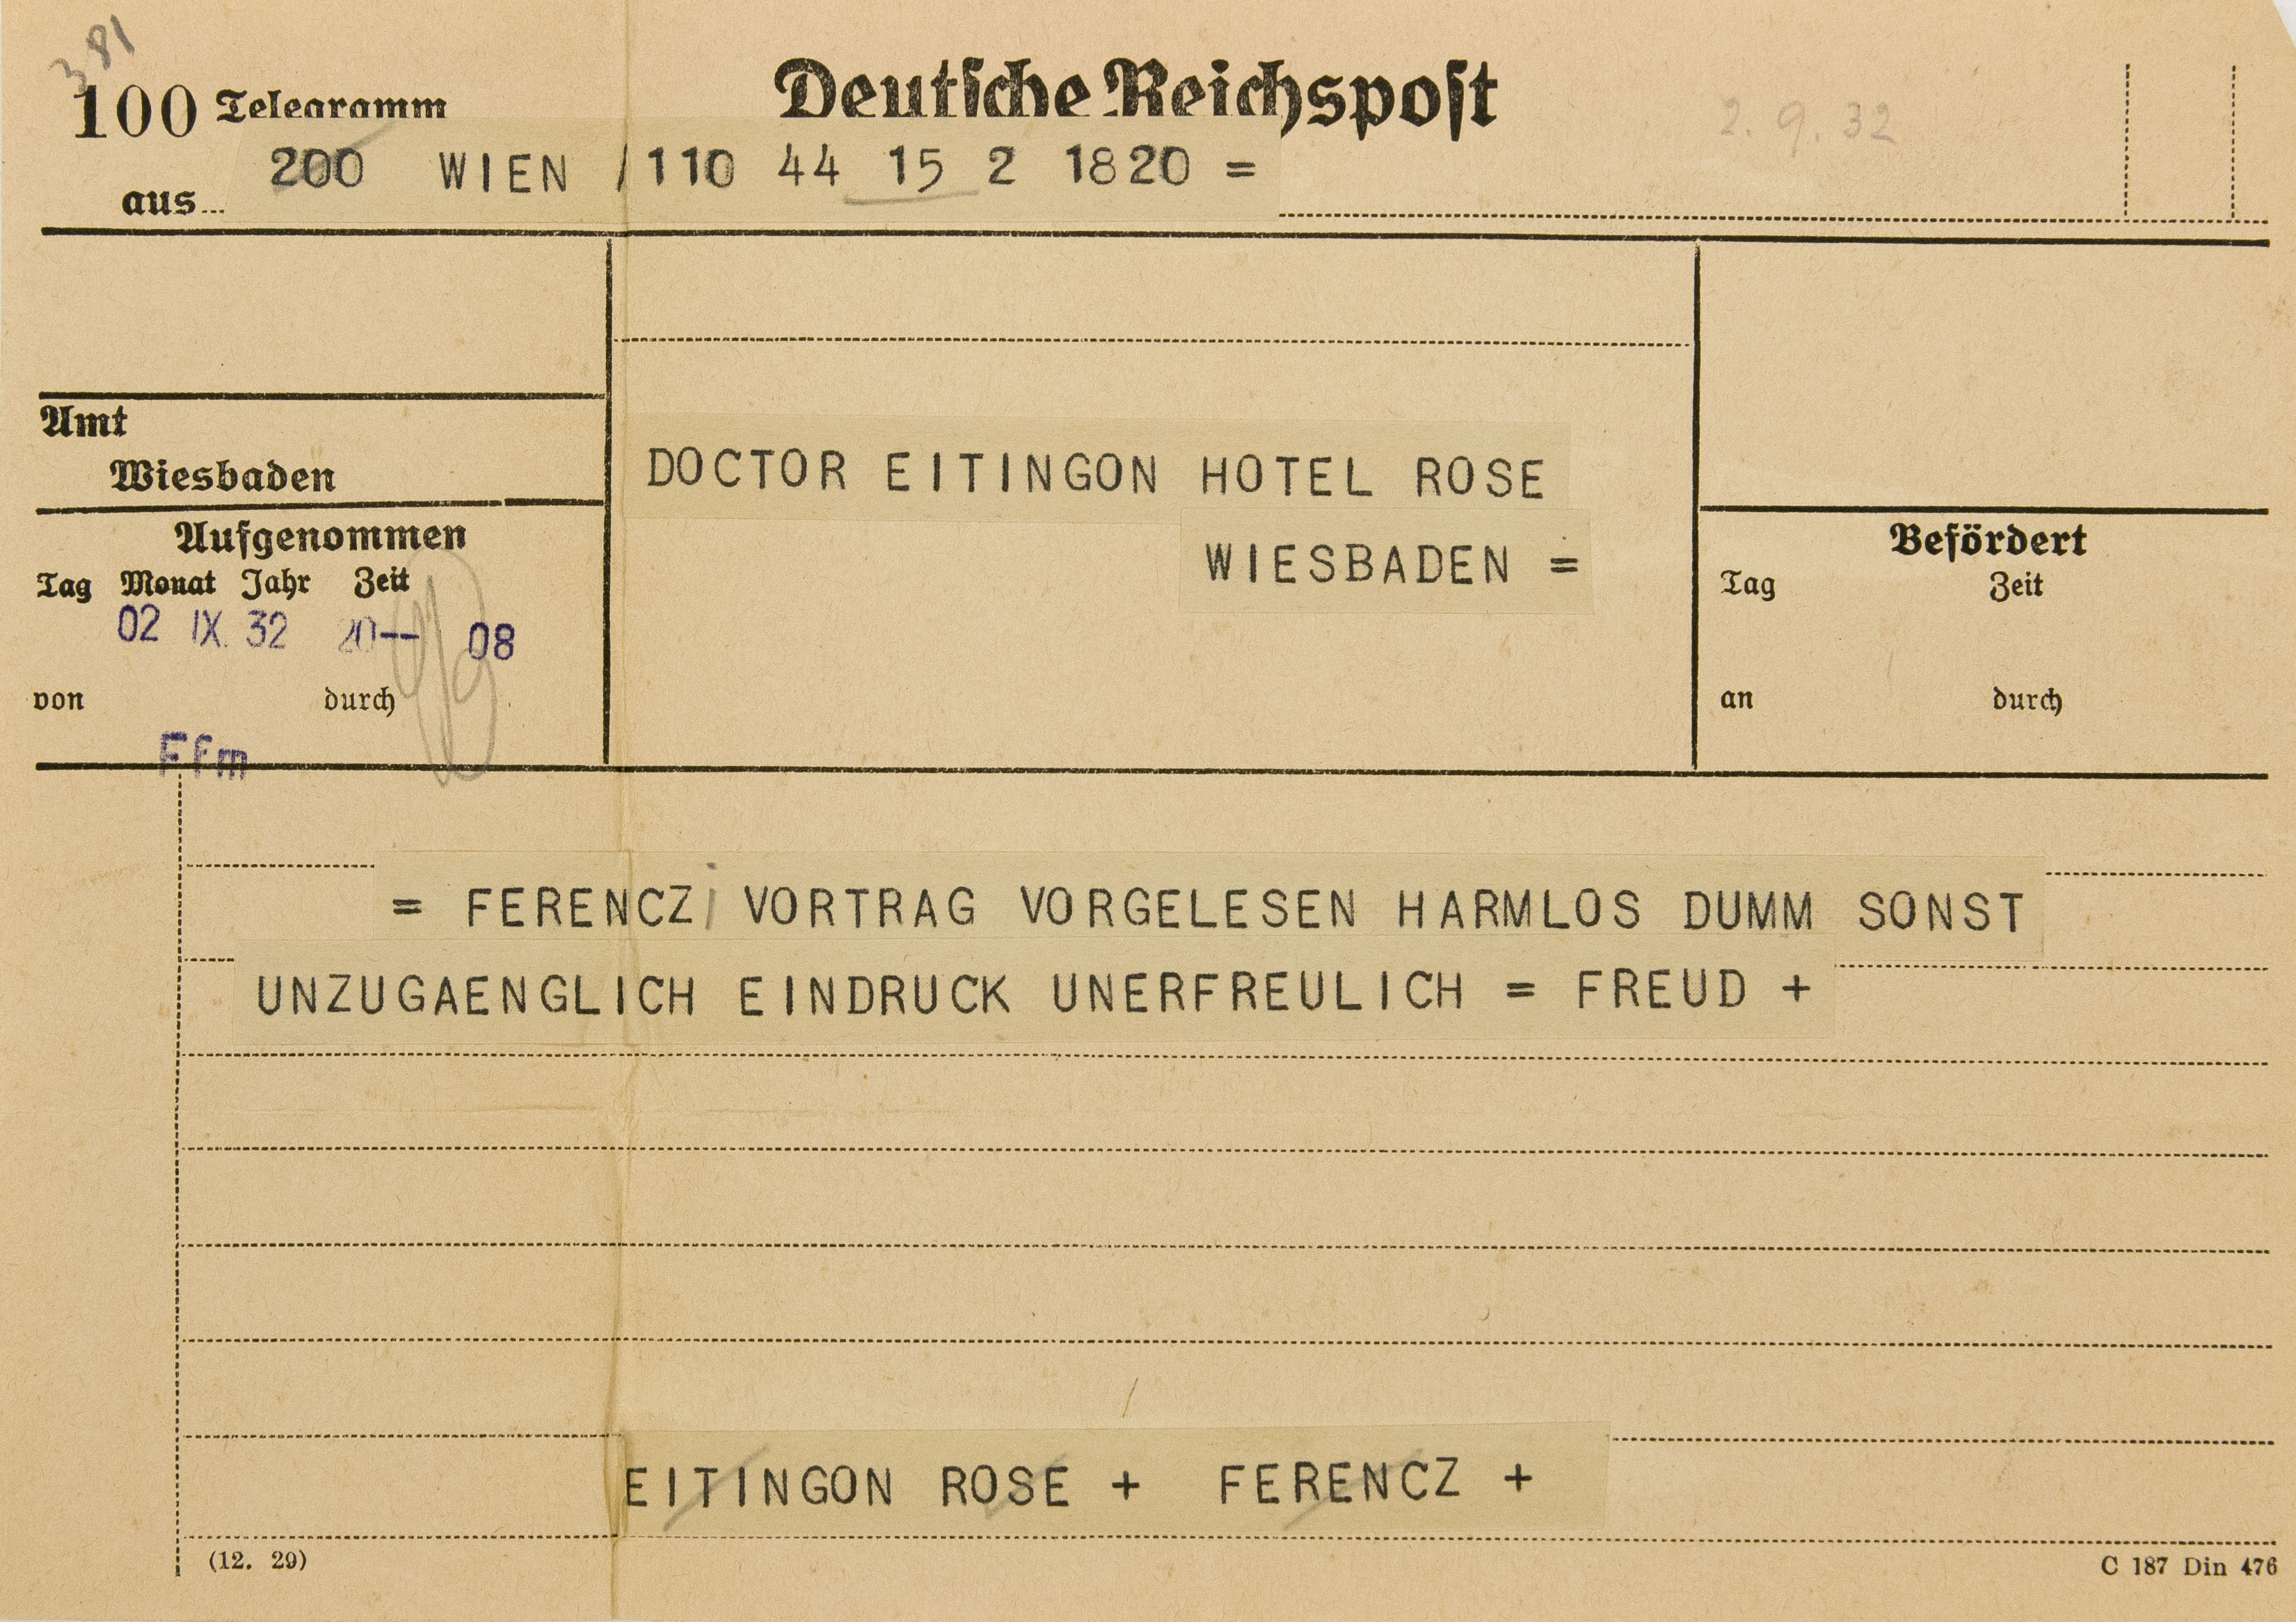 381
100 Telegramm Deutsche Reichspost
2. 9. 32
aus 200 WIEN /110 44 15 2 1820 =
Amt
Wiesbaden
DOCTOR EITINGON HOTEL ROSE
WIESBADEN =
Aufgenommen
Tag Monat Jahr Zeit
02 IX. 32 20-- 08
von durch
Ffm
Befördert
Tag Zeit
an durch
= FERENCZi VORTRAG VORGELESEN HARMLOS DUMM SONST
UNZUGAENGLICH EINDRUCK UNERFREULICH = FREUD +
EITINGON ROSE + FERENCZ +
(12. 29) C 187 Din 476